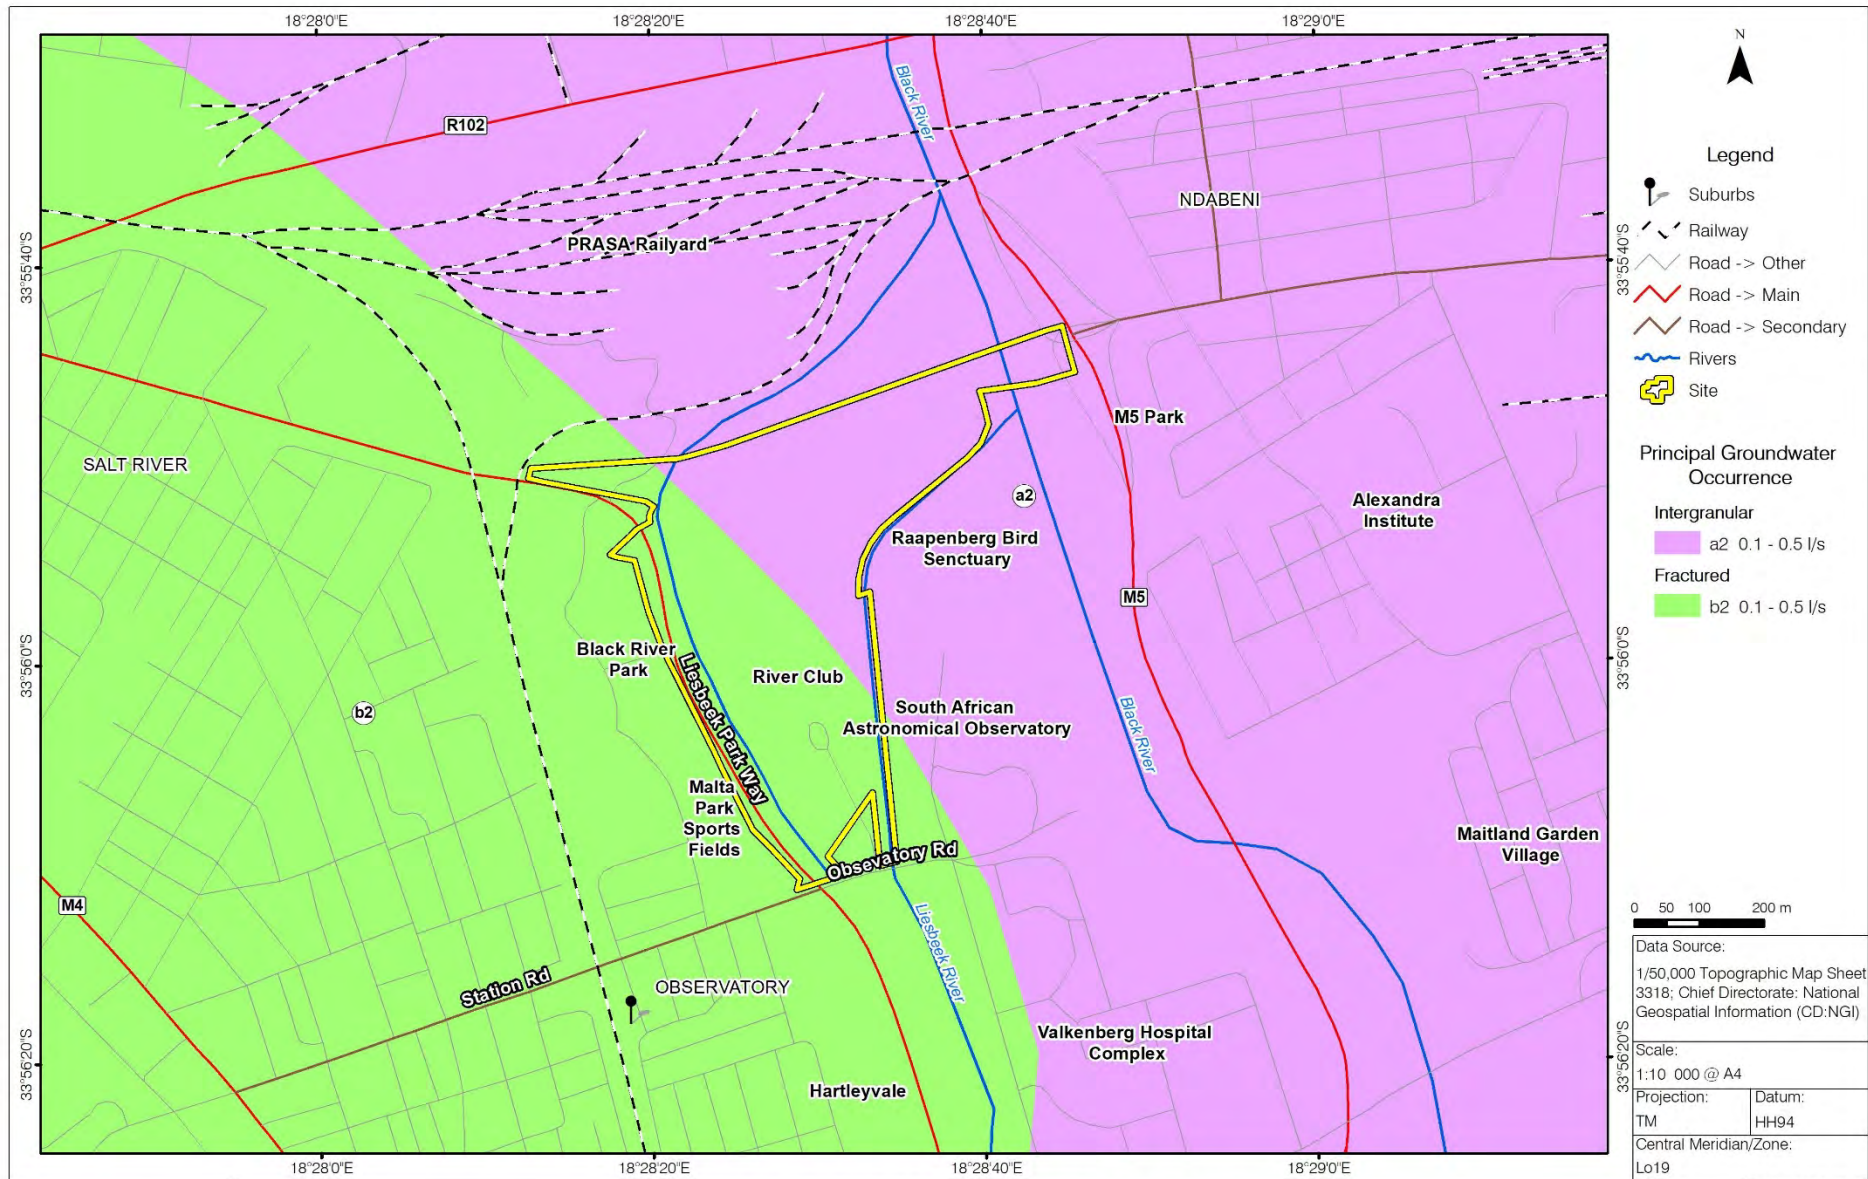 18°28'0"E
18°28'20"E
18°28'40"E
18°29'0"E
N
Black River
R102
NDABENI
PRASA Railyard
33°55'40"S
33°55'40"S
M5 Park
SALT RIVER
a2
Alexandra
Institute
Raapenberg Bird
Senctuary
M5
33°56'0"S
33°56'0"S
Black River
Park
Liesbeek Park Way
River Club
b2
South African
Astronomical Observatory
Black River
Malta
Park
Sports
Fields
Maitland Garden
Village
Obsevatory Rd
M4
Liesbeek River
Station Rd
OBSERVATORY
Valkenberg Hospital
Complex
33°56'20"S
33°56'20"S
Hartleyvale
18°28'0"E
18°28'20"E
18°28'40"E
18°29'0"E
Legend
Suburbs
Railway
Road -> Other
Road -> Main
Road -> Secondary
Rivers
Site
Principal Groundwater
Occurrence
Intergranular
a2 0.1 - 0.5 l/s
Fractured
b2 0.1 - 0.5 l/s
0 50 100 200 m
Data Source:
1/50,000 Topographic Map Sheet
3318; Chief Directorate: National
Geospatial Information (CD:NGI)
Scale:
1:10 000 @ A4
Projection:
TM
Datum:
HH94
Central Meridian/Zone:
Lo19